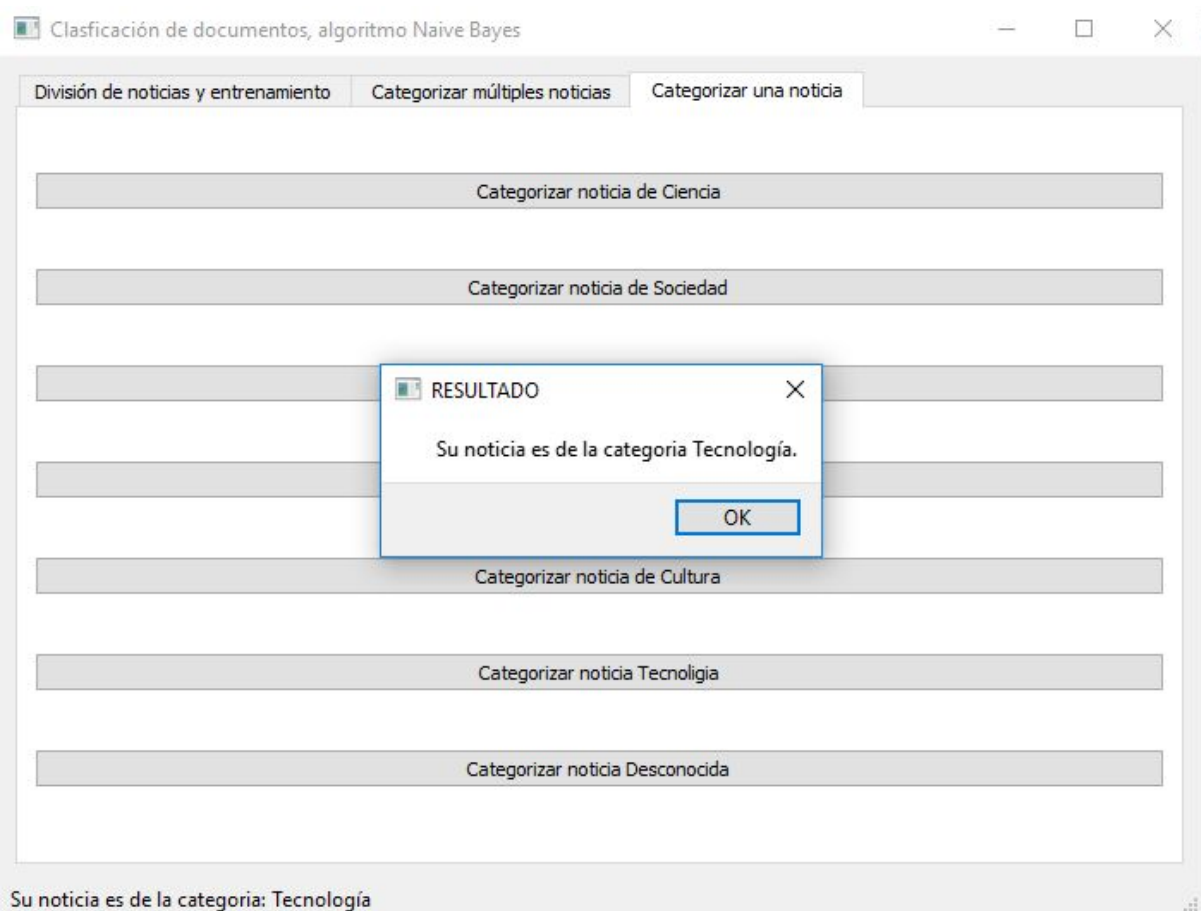 Clasficación de documentos, algoritmo Naive Bayes
División de noticias y entrenamiento
Categorizar múltiples noticias
Categorizar una noticia
Categorizar noticia de Ciencia
Categorizar noticia de Sociedad
RESULTADO
Su noticia es de la categoria Tecnología.
OK
Categorizar noticia de Cultura
Categorizar noticia Tecnoligia
Categorizar noticia Desconocida
Su noticia es de la categoria: Tecnología